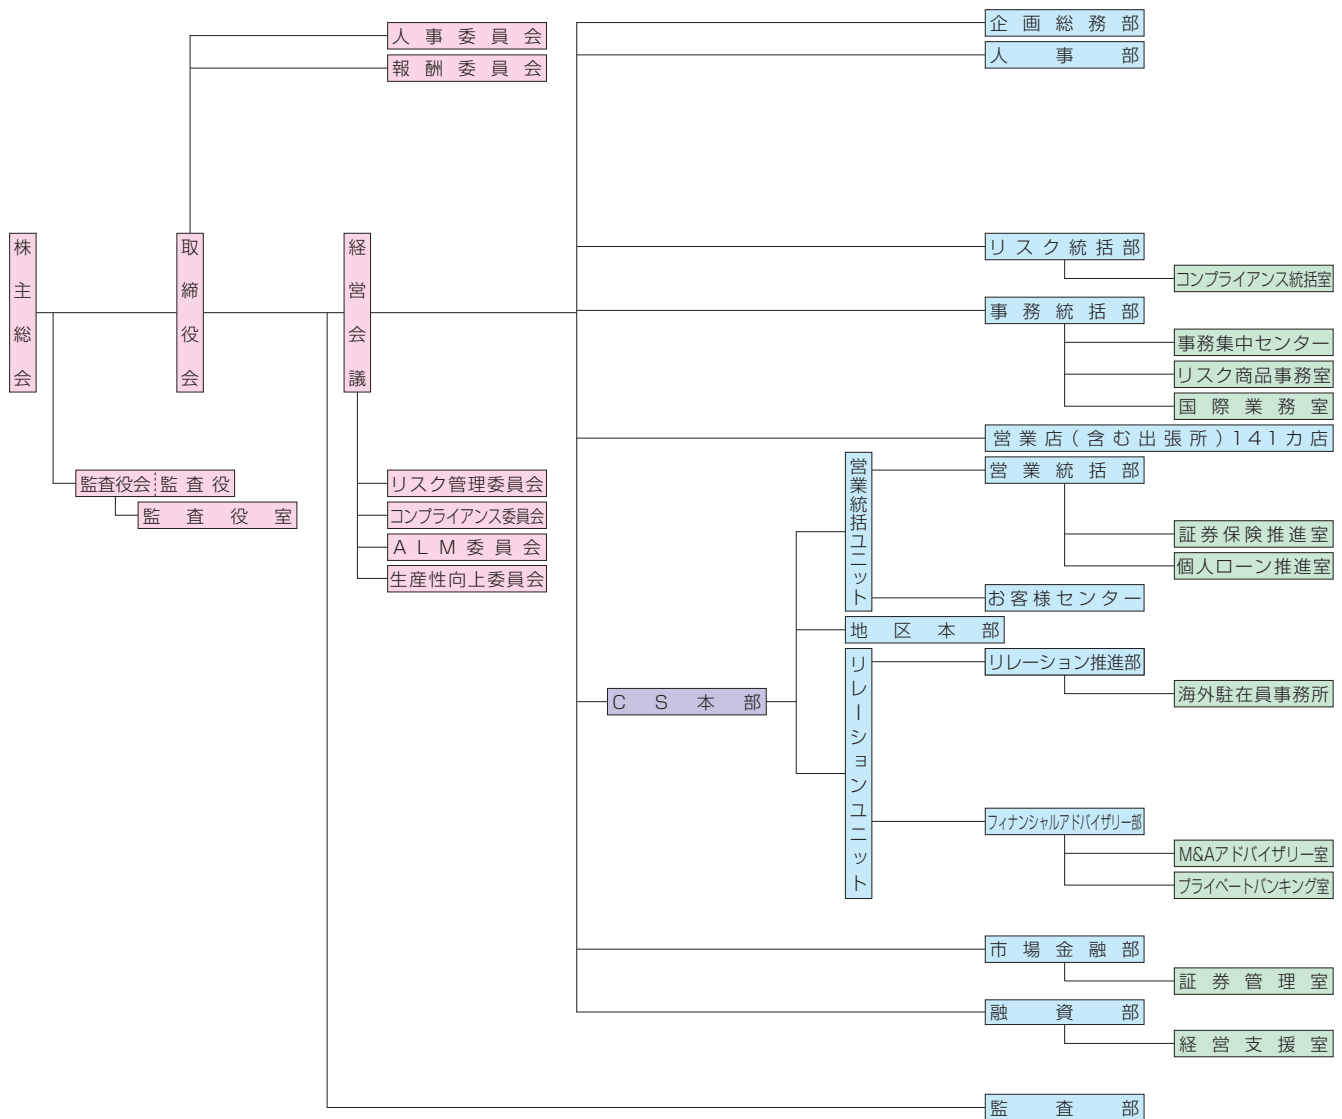 株主総会
監査役会
監査役
監査役室
取締役会
人事委員会
報酬委員会
経営会議
リスク管理委員会
コンプライアンス委員会
ALM委員会
生産性向上委員会
企画総務部
人事部
リスク統括部
コンプライアンス統括室
事務統括部
事務集中センター
リスク商品事務室
国際業務室
営業店(含む出張所)141カ店
CS本部
営業統括ユニット
営業統括部
証券保険推進室
個人ローン推進室
お客様センター
地区本部
リレーションユニット
リレーション推進部
海外駐在員事務所
フィナンシャルアドバイザリー部
M&Aアドバイザリー室
プライベートバンキング室
市場金融部
証券管理室
融資部
経営支援室
監査部